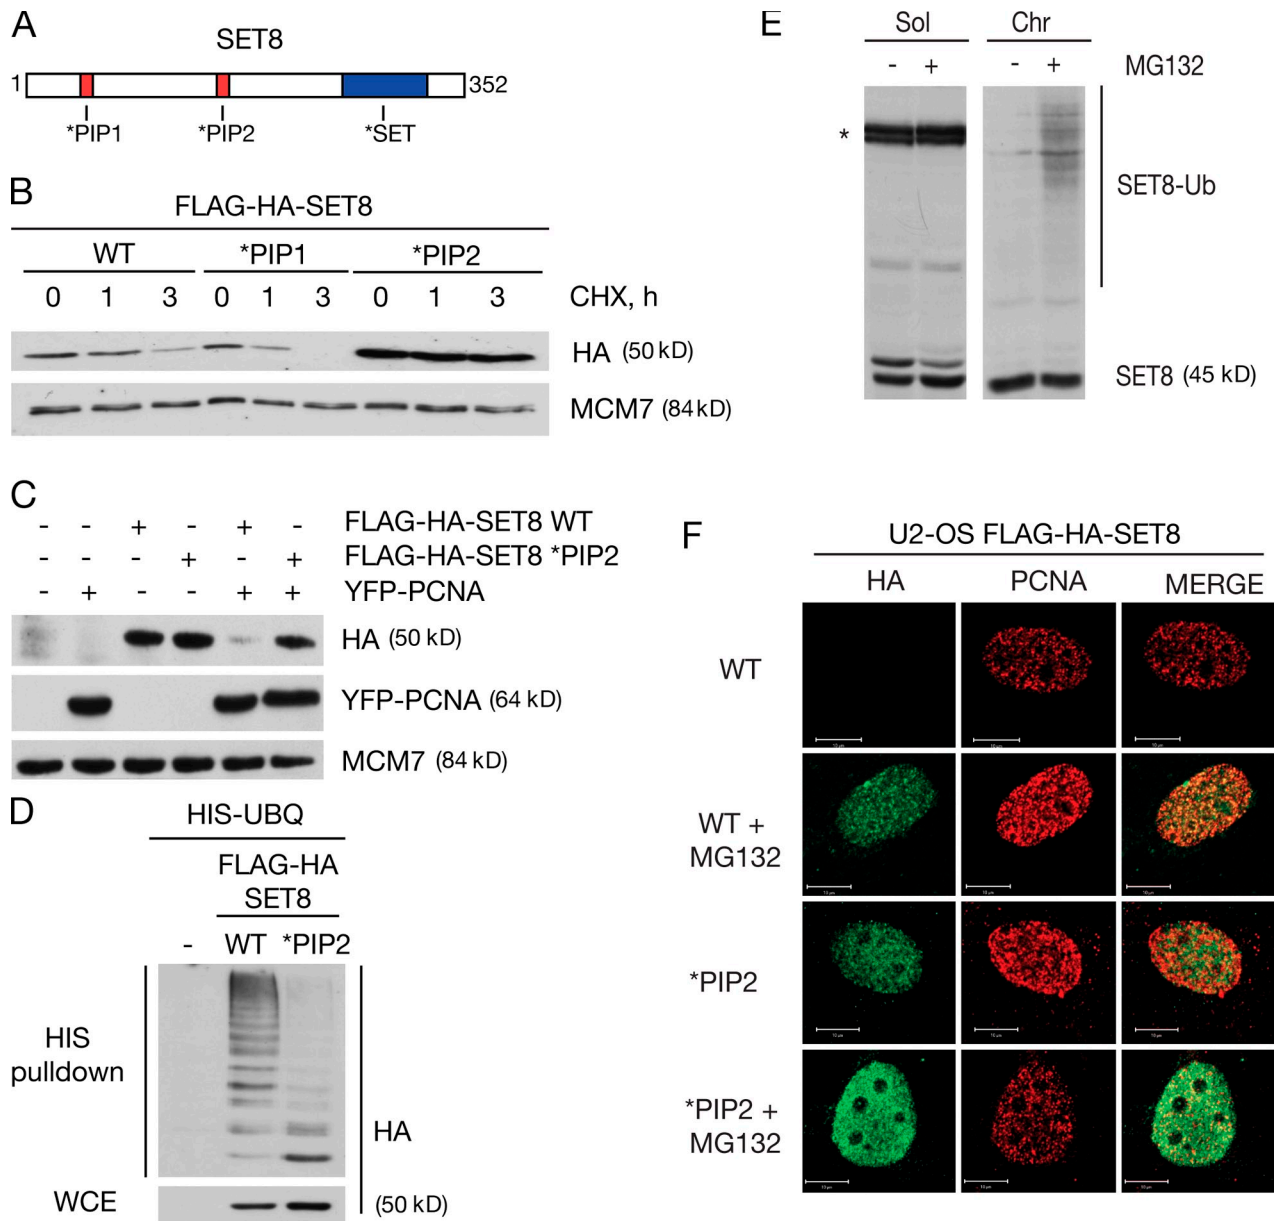 A
SET8
1
352
*PIP1 *PIP2 *SET
B
FLAG-HA-SET8
WT *PIP1 *PIP2
0 1 3 0 1 3 0 1 3 CHX, h
HA (50 kD)
MCM7 (84 kD)
C
- - + - + - FLAG-HA-SET8 WT
- - - + - + FLAG-HA-SET8 *PIP2
- + - - + + YFP-PCNA
HA (50 kD)
YFP-PCNA (64 kD)
MCM7 (84 kD)
D
HIS-UBQ
FLAG-HA
SET8
- WT *PIP2
HIS
pulldown
HA
WCE
(50 kD)
E
Sol Chr
- + - + MG132
*
SET8-Ub
SET8 (45 kD)
F
U2-OS FLAG-HA-SET8
HA PCNA MERGE
WT
WT +
MG132
*PIP2
*PIP2 +
MG132